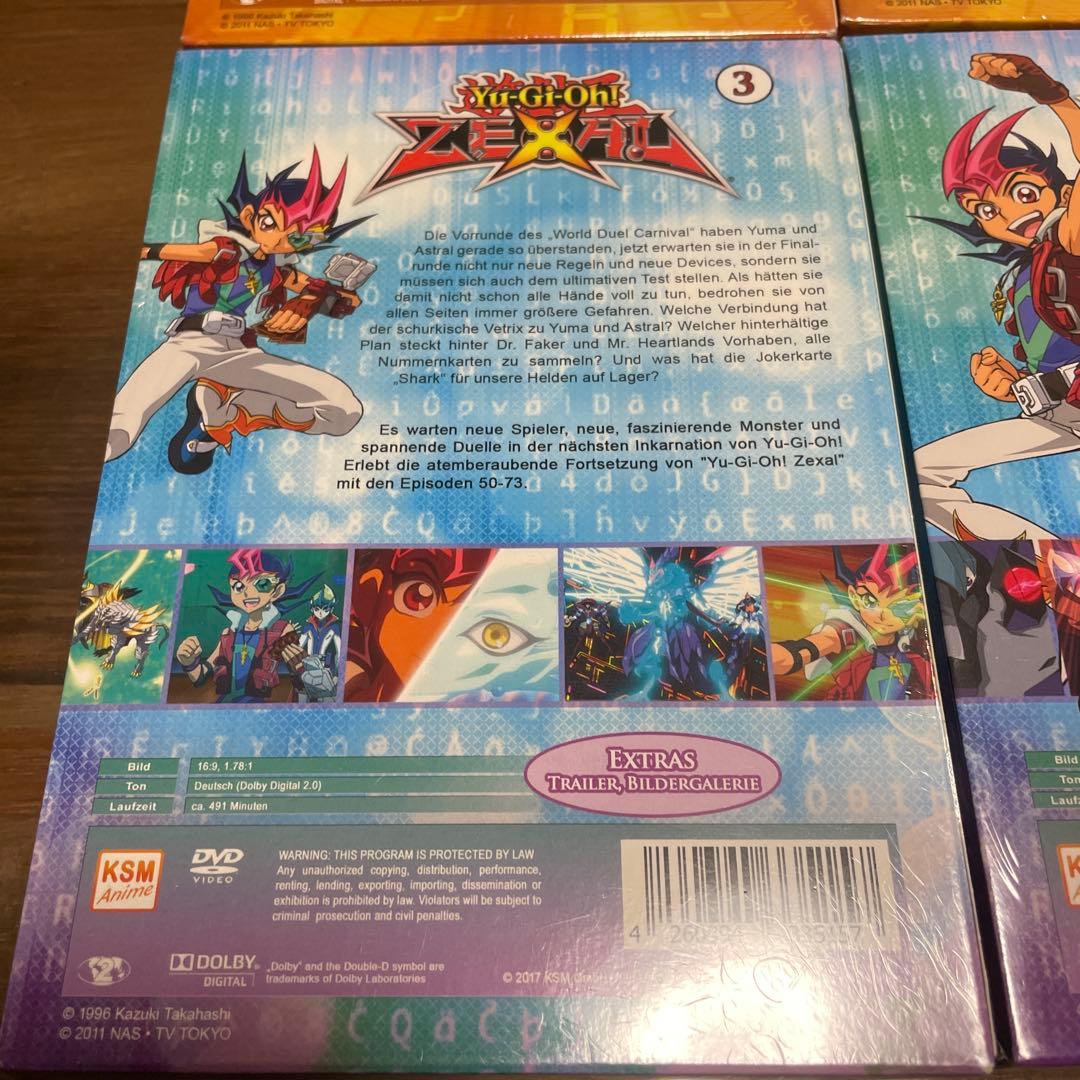 © 1996 Kazuki Takahashi
© 2011 NAS • TV TOKYO
© 2011 NAS • TV TOKYO
Yu-Gi-Oh!
ZEXAL
3
Die Vorrunde des „World Duel Carnival“ haben Yuma und
Astral gerade so überstanden, jetzt erwarten sie in der Final-
runde nicht nur neue Regeln und neue Devices, sondern sie
müssen sich auch dem ultimativen Test stellen. Als hätten sie
damit nicht schon alle Hände voll zu tun, bedrohen sie von
allen Seiten immer größere Gefahren. Welche Verbindung hat
der schurkische Vetrix zu Yuma und Astral? Welcher hinterhältige
Plan steckt hinter Dr. Faker und Mr. Heartlands Vorhaben, alle
Nummernkarten zu sammeln? Und was hat die Jokerkarte
„Shark“ für unsere Helden auf Lager?
Es warten neue Spieler, neue, faszinierende Monster und
spannende Duelle in der nächsten Inkarnation von Yu-Gi-Oh!
Erlebt die atemberaubende Fortsetzung von "Yu-Gi-Oh! Zexal"
mit den Episoden 50-73.
Bild 16:9, 1.78:1
Ton Deutsch (Dolby Digital 2.0)
Laufzeit ca. 491 Minuten
EXTRAS
TRAILER, BILDERGALERIE
KSM
Anime
DVD
VIDEO
WARNING: THIS PROGRAM IS PROTECTED BY LAW
Any unauthorized copying, distribution, performance,
renting, lending, exporting, importing, dissemination or
exhibition is prohibited by law. Violators will be subject to
criminal prosecution and civil penalties.
2
DOLBY
DIGITAL
„Dolby“ and the Double-D symbol are
trademarks of Dolby Laboratories
© 2017 KSM
© 1996 Kazuki Takahashi
© 2011 NAS • TV TOKYO
Bild
Ton